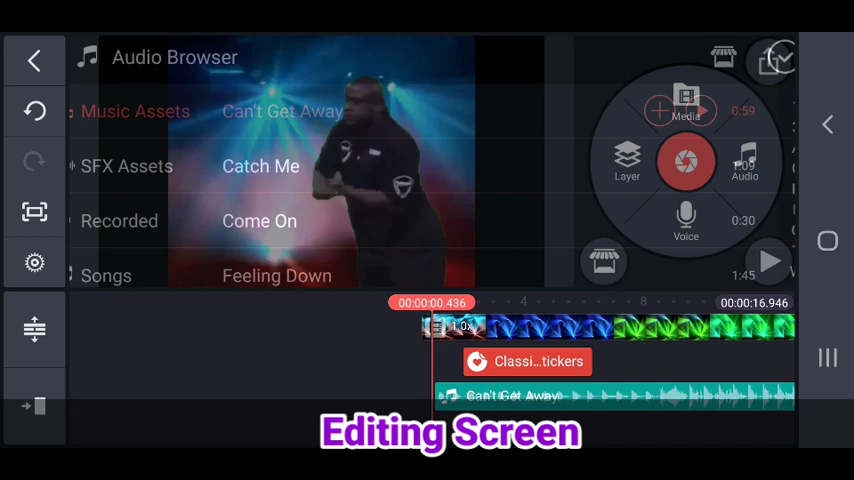 Audio Browser
Music Assets
Can't Get Away
0:59
SFX Assets
Catch Me
1:09
Recorded
Come On
0:30
Songs
Feeling Down
1:45
Media
Layer
Audio
Voice
00:00:00.436
4
8
00:00:16.946
1.0x
Classi...tickers
Can't Get Away
Editing Screen